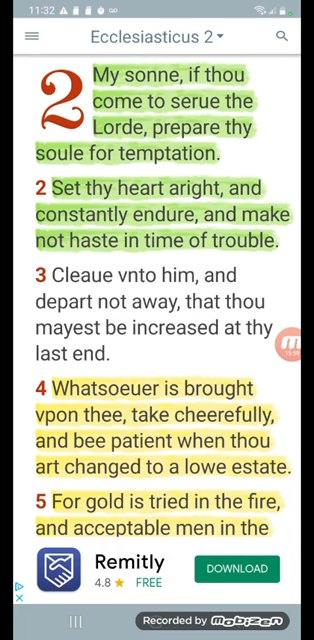 11:32
Ecclesiasticus 2
2 My sonne, if thou
come to serue the
Lorde, prepare thy
soule for temptation.
2 Set thy heart aright, and
constantly endure, and make
not haste in time of trouble.
3 Cleaue vnto him, and
depart not away, that thou
mayest be increased at thy
last end.
4 Whatsoeuer is brought
vpon thee, take cheerefully,
and bee patient when thou
art changed to a lowe estate.
5 For gold is tried in the fire,
and acceptable men in the
Remitly
4.8 ★ FREE
DOWNLOAD
Recorded by mobizen